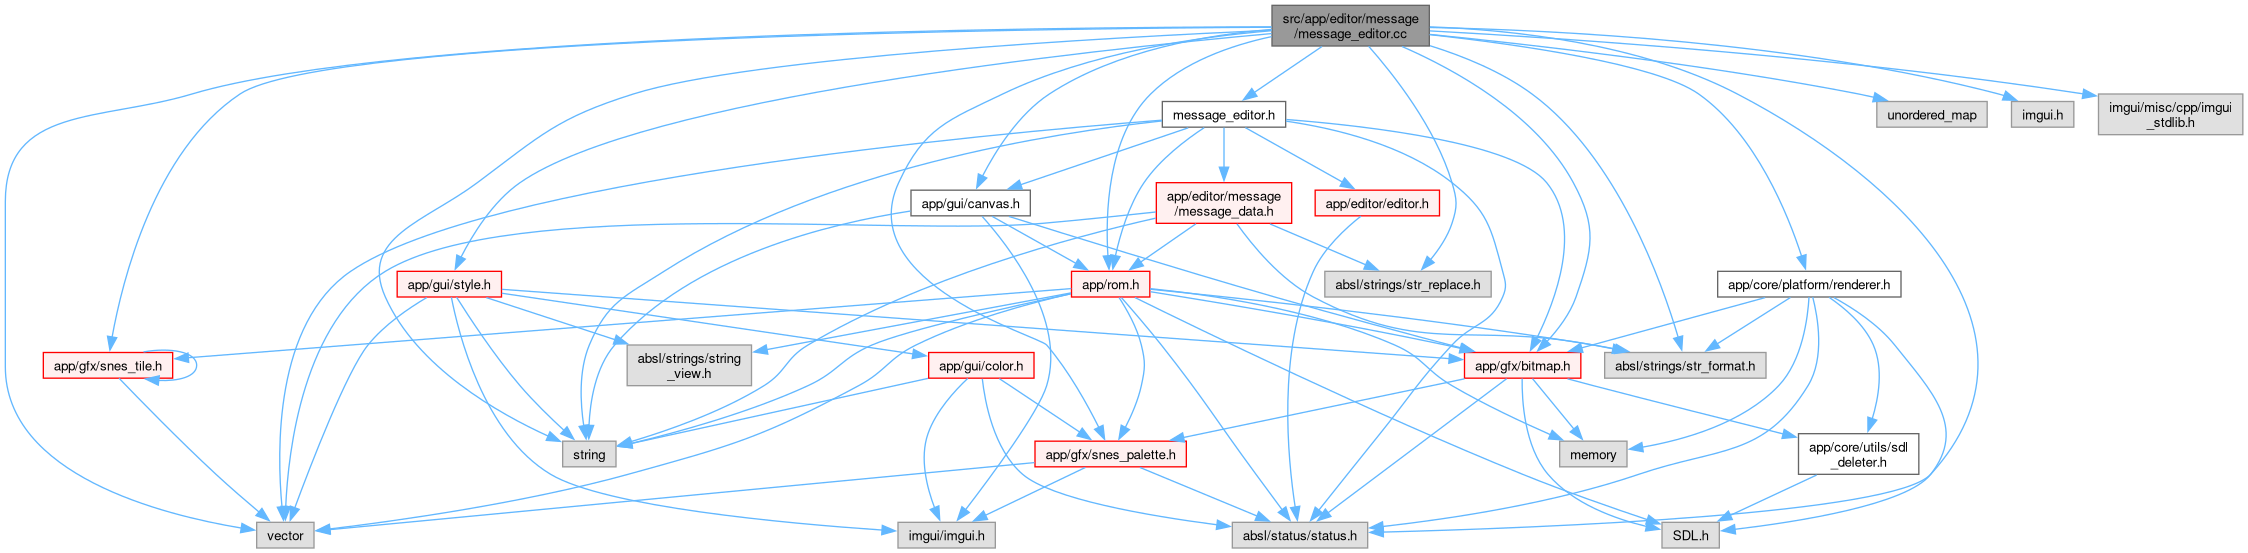 src/app/editor/message
/message_editor.cc
message_editor.h
unordered_map
imgui.h
imgui/misc/cpp/imgui
_stdlib.h
app/gui/canvas.h
app/editor/message
/message_data.h
app/editor/editor.h
app/gui/style.h
app/rom.h
absl/strings/str_replace.h
app/core/platform/renderer.h
app/gfx/snes_tile.h
absl/strings/string
_view.h
app/gui/color.h
app/gfx/bitmap.h
absl/strings/str_format.h
string
app/gfx/snes_palette.h
memory
app/core/utils/sdl
_deleter.h
vector
imgui/imgui.h
absl/status/status.h
SDL.h